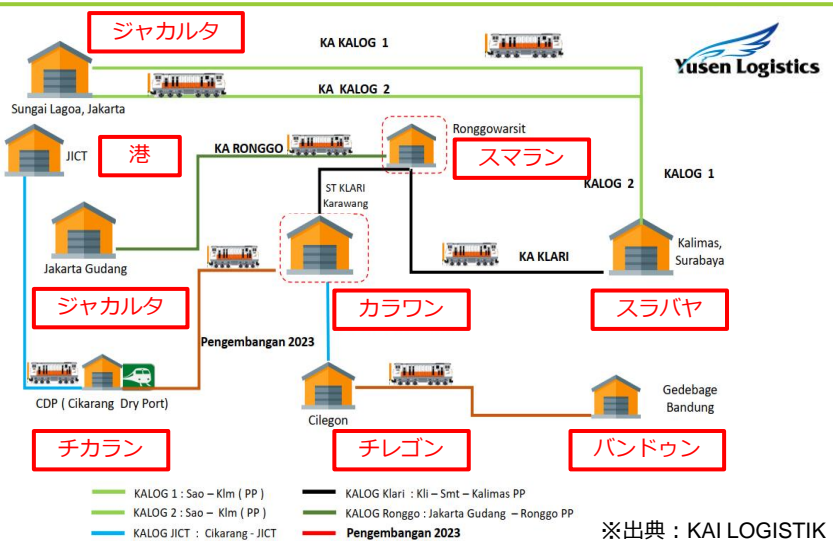 ジャカルタ
KA KALOG 1
Yusen Logistics
KA KALOG 2
Sungai Lagoa, Jakarta
JICT
港
KA RONGGO
Ronggowarsit
スマラン
KALOG 2
KALOG 1
ST KLARI
Karawang
KA KLARI
Kalimas,
Surabaya
Jakarta Gudang
ジャカルタ
カラワン
スラバヤ
Pengembangan 2023
CDP ( Cikarang Dry Port)
Cilegon
Gedebage
Bandung
チカラン
チレゴン
バンドゥン
KALOG 1 : Sao – Klm ( PP )
KALOG Klari : Kli – Smt – Kalimas PP
KALOG 2 : Sao – Klm ( PP )
KALOG Ronggo : Jakarta Gudang – Ronggo PP
KALOG JICT : Cikarang - JICT
Pengembangan 2023
※出典：KAI LOGISTIK